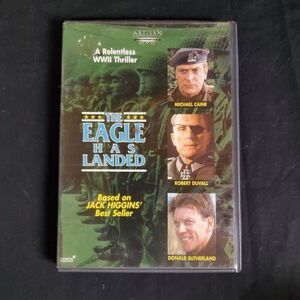 ARTISAN
A Relentless
WWII Thriller
MICHAEL CAINE
THE
EAGLE
HAS
LANDED
ROBERT DUVALL
Based on
JACK HIGGINS'
Best Seller
DONALD SUTHERLAND